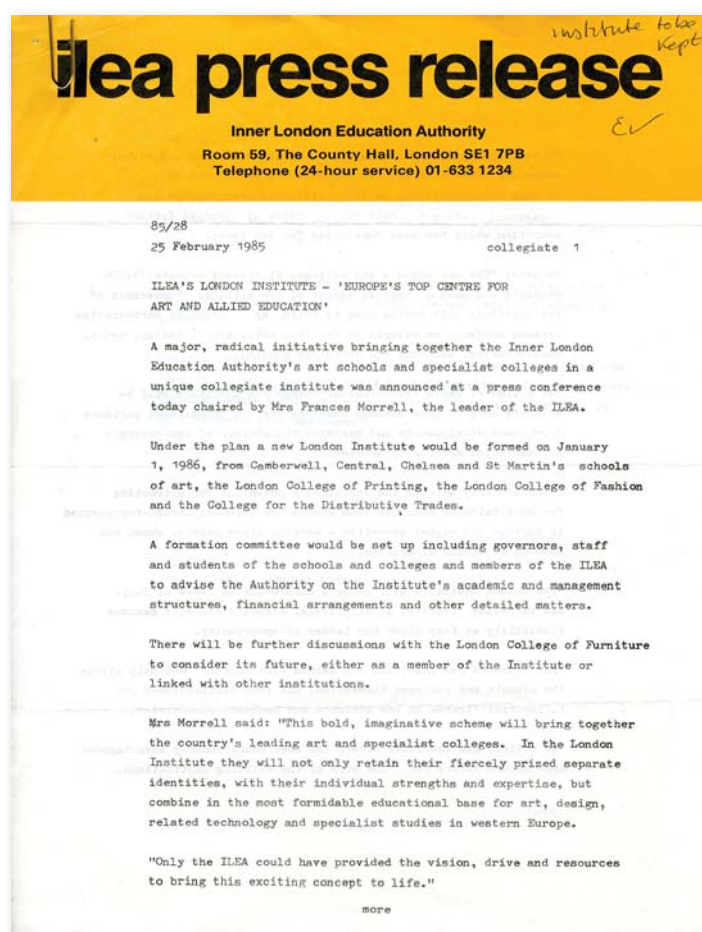 institute to be
Kept
ilea press release
Inner London Education Authority
Room 59, The County Hall, London SE1 7PB
Telephone (24-hour service) 01-633 1234
85/28
25 February 1985 collegiate 1
ILEA'S LONDON INSTITUTE - 'EUROPE'S TOP CENTRE FOR
ART AND ALLIED EDUCATION'
A major, radical initiative bringing together the Inner London
Education Authority's art schools and specialist colleges in a
unique collegiate institute was announced at a press conference
today chaired by Mrs Frances Morrell, the leader of the ILEA.
Under the plan a new London Institute would be formed on January
1, 1986, from Camberwell, Central, Chelsea and St Martin's schools
of art, the London College of Printing, the London College of Fashion
and the College for the Distributive Trades.
A formation committee would be set up including governors, staff
and students of the schools and colleges and members of the ILEA
to advise the Authority on the Institute's academic and management
structures, financial arrangements and other detailed matters.
There will be further discussions with the London College of Furniture
to consider its future, either as a member of the Institute or
linked with other institutions.
Mrs Morrell said: "This bold, imaginative scheme will bring together
the country's leading art and specialist colleges. In the London
Institute they will not only retain their fiercely prized separate
identities, with their individual strengths and expertise, but
combine in the most formidable educational base for art, design,
related technology and specialist studies in western Europe.
"Only the ILEA could have provided the vision, drive and resources
to bring this exciting concept to life."
more